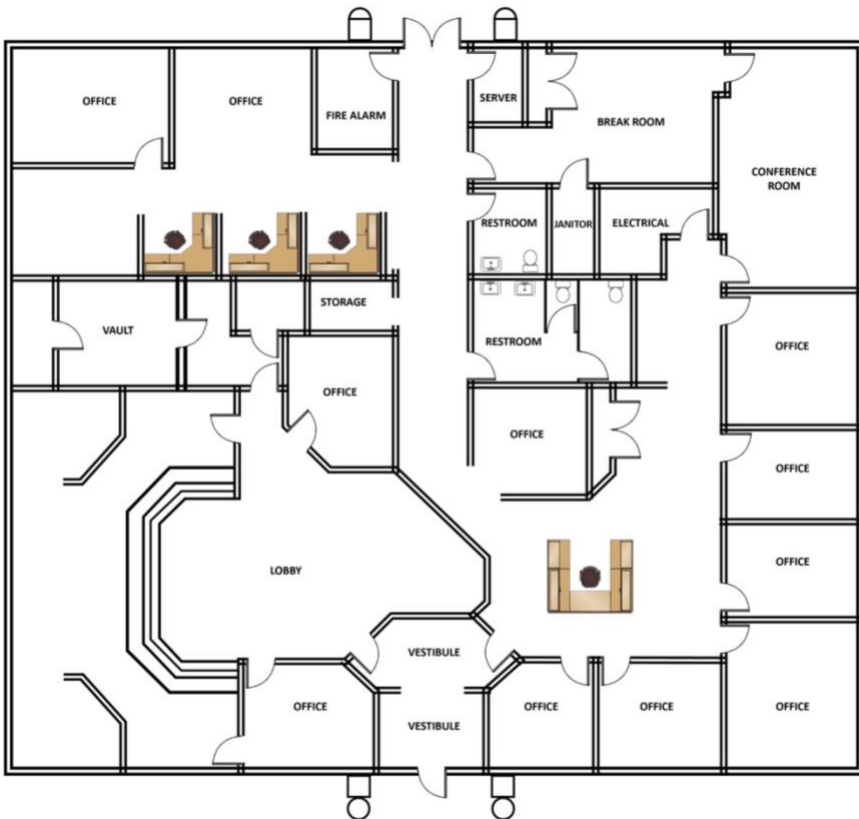 OFFICE
OFFICE
FIRE ALARM
SERVER
BREAK ROOM
CONFERENCE
ROOM
RESTROOM
JANITOR
ELECTRICAL
STORAGE
VAULT
RESTROOM
OFFICE
OFFICE
OFFICE
OFFICE
LOBBY
OFFICE
VESTIBULE
OFFICE
OFFICE
OFFICE
OFFICE
VESTIBULE